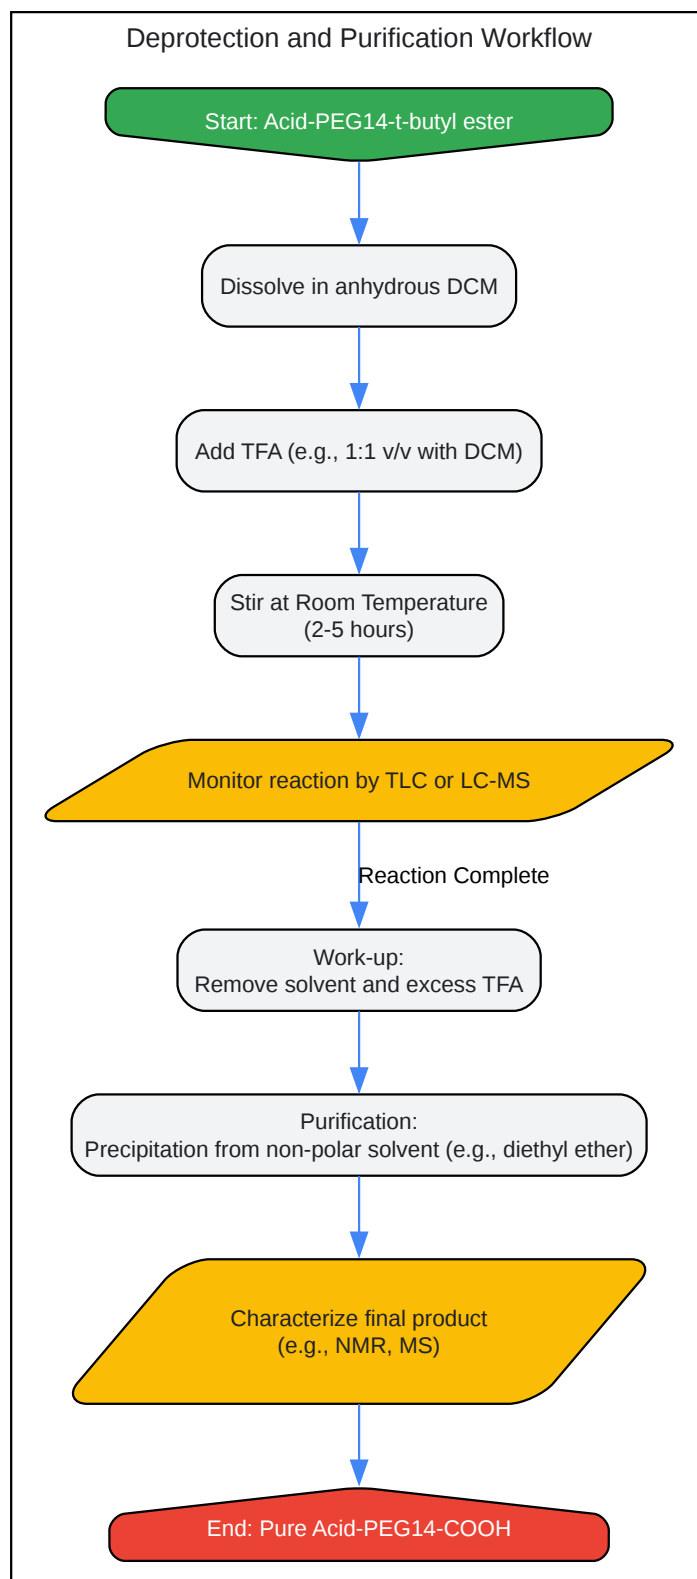 Deprotection and Purification Workflow
Start: Acid-PEG14-t-butyl ester
Dissolve in anhydrous DCM
Add TFA (e.g., 1:1 v/v with DCM)
Stir at Room Temperature
(2-5 hours)
Monitor reaction by TLC or LC-MS
Reaction Complete
Work-up:
Remove solvent and excess TFA
Purification:
Precipitation from non-polar solvent (e.g., diethyl ether)
Characterize final product
(e.g., NMR, MS)
End: Pure Acid-PEG14-COOH